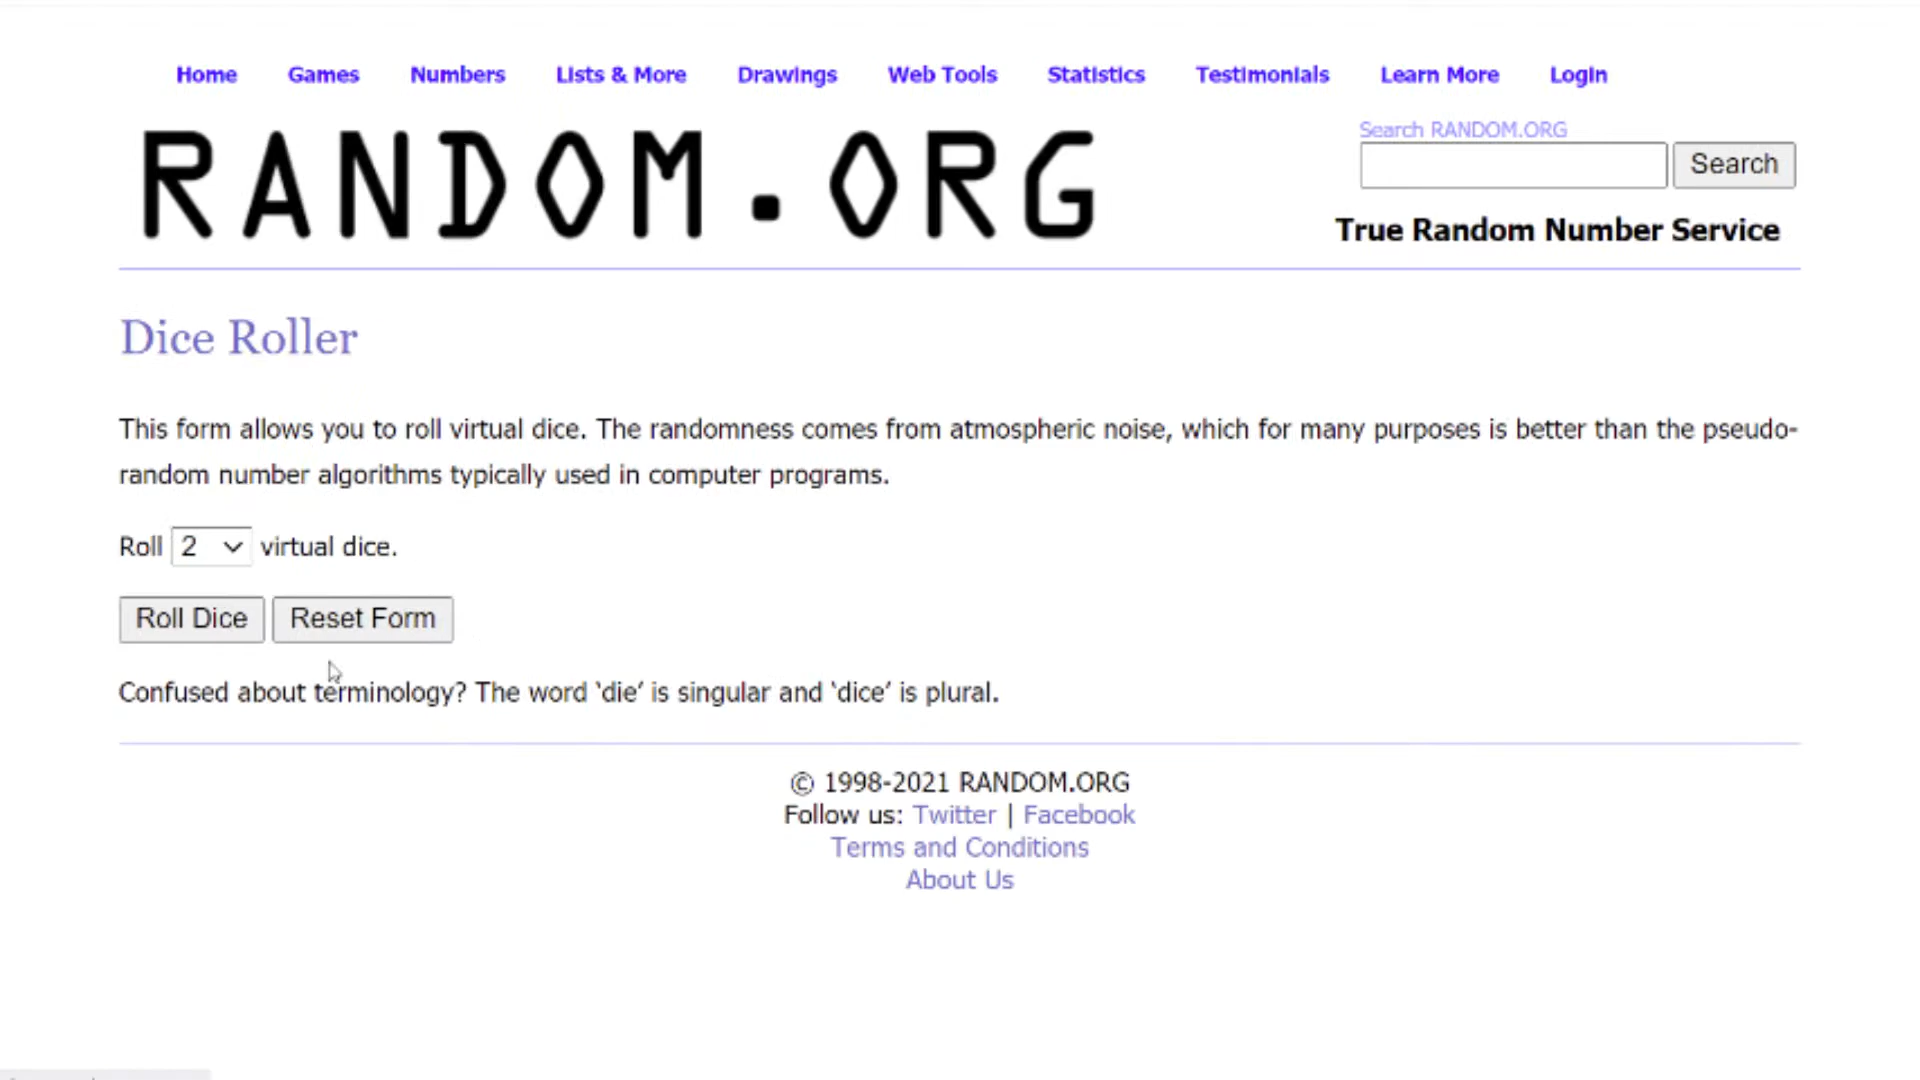 Home Games Numbers Lists & More Drawings Web Tools Statistics Testimonials Learn More Login
RANDOM.ORG
Search RANDOM.ORG
Search
True Random Number Service
Dice Roller
This form allows you to roll virtual dice. The randomness comes from atmospheric noise, which for many purposes is better than the pseudo-
random number algorithms typically used in computer programs.
Roll 2 virtual dice.
Roll Dice Reset Form
Confused about terminology? The word ‘die’ is singular and ‘dice’ is plural.
© 1998-2021 RANDOM.ORG
Follow us: Twitter | Facebook
Terms and Conditions
About Us